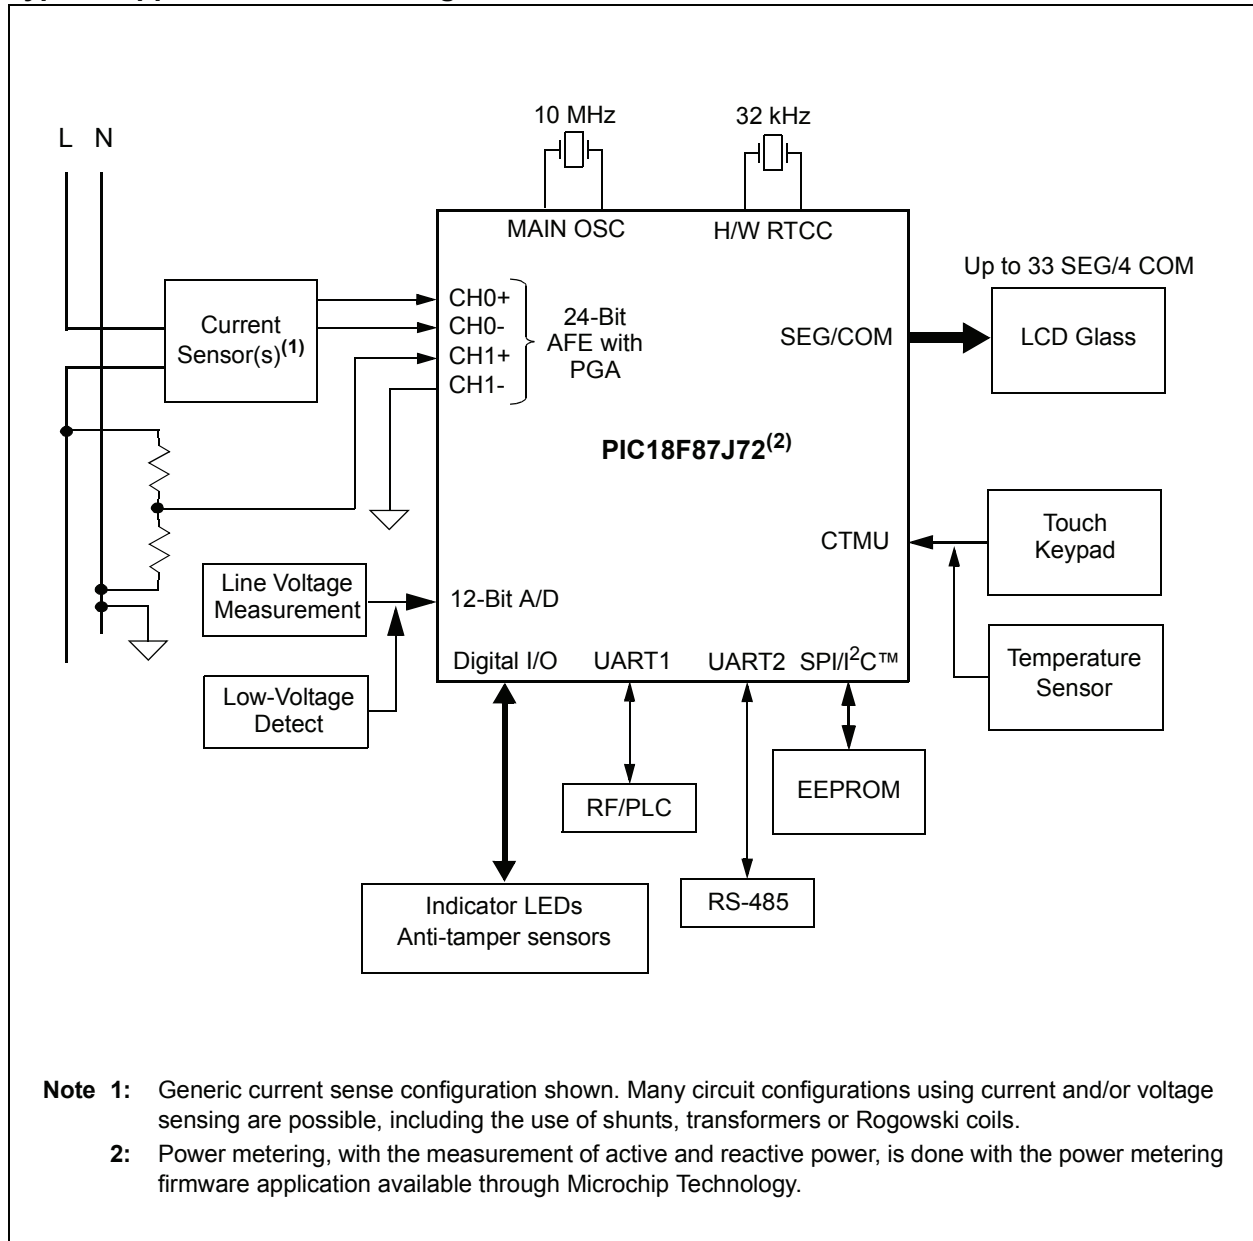 10 MHz
32 kHz
L N
MAIN OSC
H/W RTCC
Up to 33 SEG/4 COM
CH0+
CH0-
CH1+
CH1-
24-Bit
AFE with
PGA
Current
Sensor(s)(1)
SEG/COM
LCD Glass
PIC18F87J72(2)
CTMU
Touch
Keypad
Line Voltage
Measurement
12-Bit A/D
Digital I/O
UART1
UART2
SPI/I2C™
Temperature
Sensor
Low-Voltage
Detect
RF/PLC
EEPROM
RS-485
Indicator LEDs
Anti-tamper sensors
Note 1: Generic current sense configuration shown. Many circuit configurations using current and/or voltage
sensing are possible, including the use of shunts, transformers or Rogowski coils.
2: Power metering, with the measurement of active and reactive power, is done with the power metering
firmware application available through Microchip Technology.